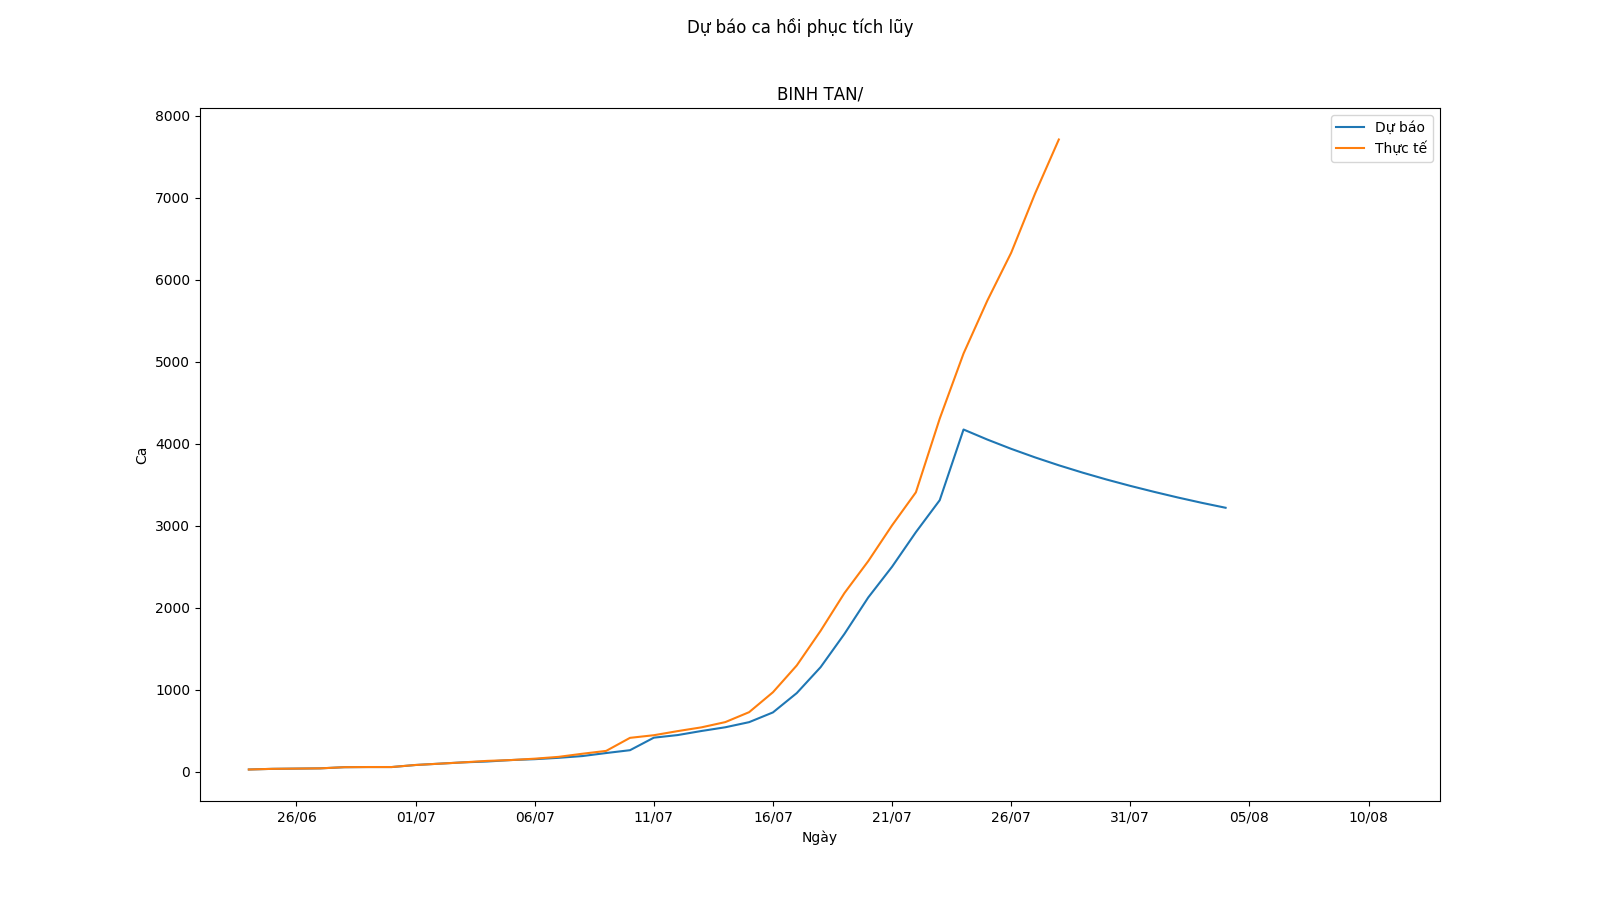 Dự báo ca hồi phục tích lũy
BINH TAN/
8000
7000
6000
5000
4000
3000
2000
1000
0
Ca
Dự báo
Thực tế
26/06 01/07 06/07 11/07 16/07 21/07 26/07 31/07 05/08 10/08
Ngày